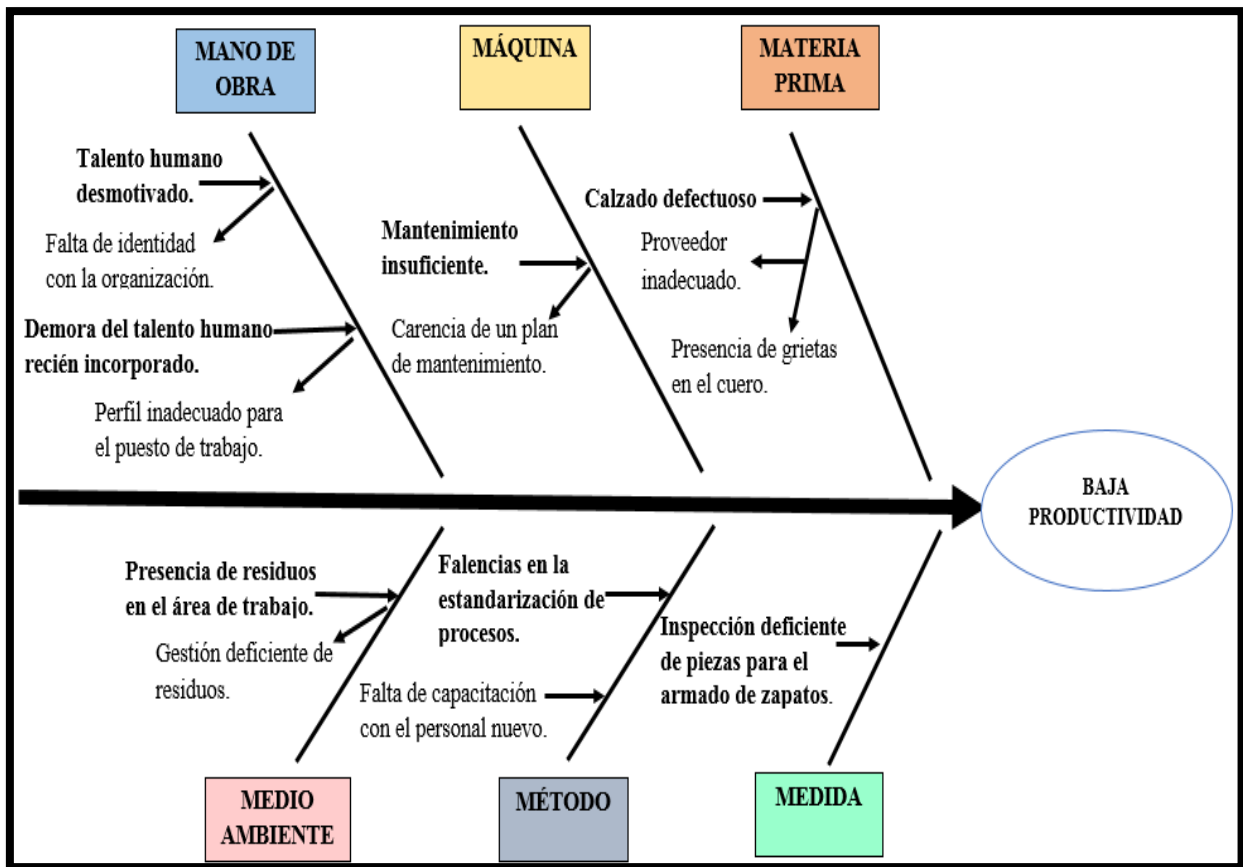 MANO DE
OBRA
MÁQUINA
MATERIA
PRIMA
Talento humano
desmotivado.
Falta de identidad
con la organización.
Demora del talento humano
recién incorporado.
Perfil inadecuado para
el puesto de trabajo.
Mantenimiento
insuficiente.
Carencia de un plan
de mantenimiento.
Calzado defectuoso
Proveedor
inadecuado.
Presencia de grietas
en el cuero.
BAJA
PRODUCTIVIDAD
Presencia de residuos
en el área de trabajo.
Gestión deficiente de
residuos.
Falencias en la
estandarización de
procesos.
Falta de capacitación
con el personal nuevo.
Inspección deficiente
de piezas para el
armado de zapatos.
MEDIO
AMBIENTE
MÉTODO
MEDIDA